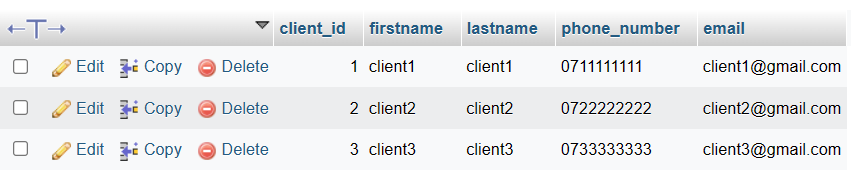 client_id firstname lastname phone_number email
Edit Copy Delete 1 client1 client1 0711111111 client1@gmail.com
Edit Copy Delete 2 client2 client2 0722222222 client2@gmail.com
Edit Copy Delete 3 client3 client3 0733333333 client3@gmail.com